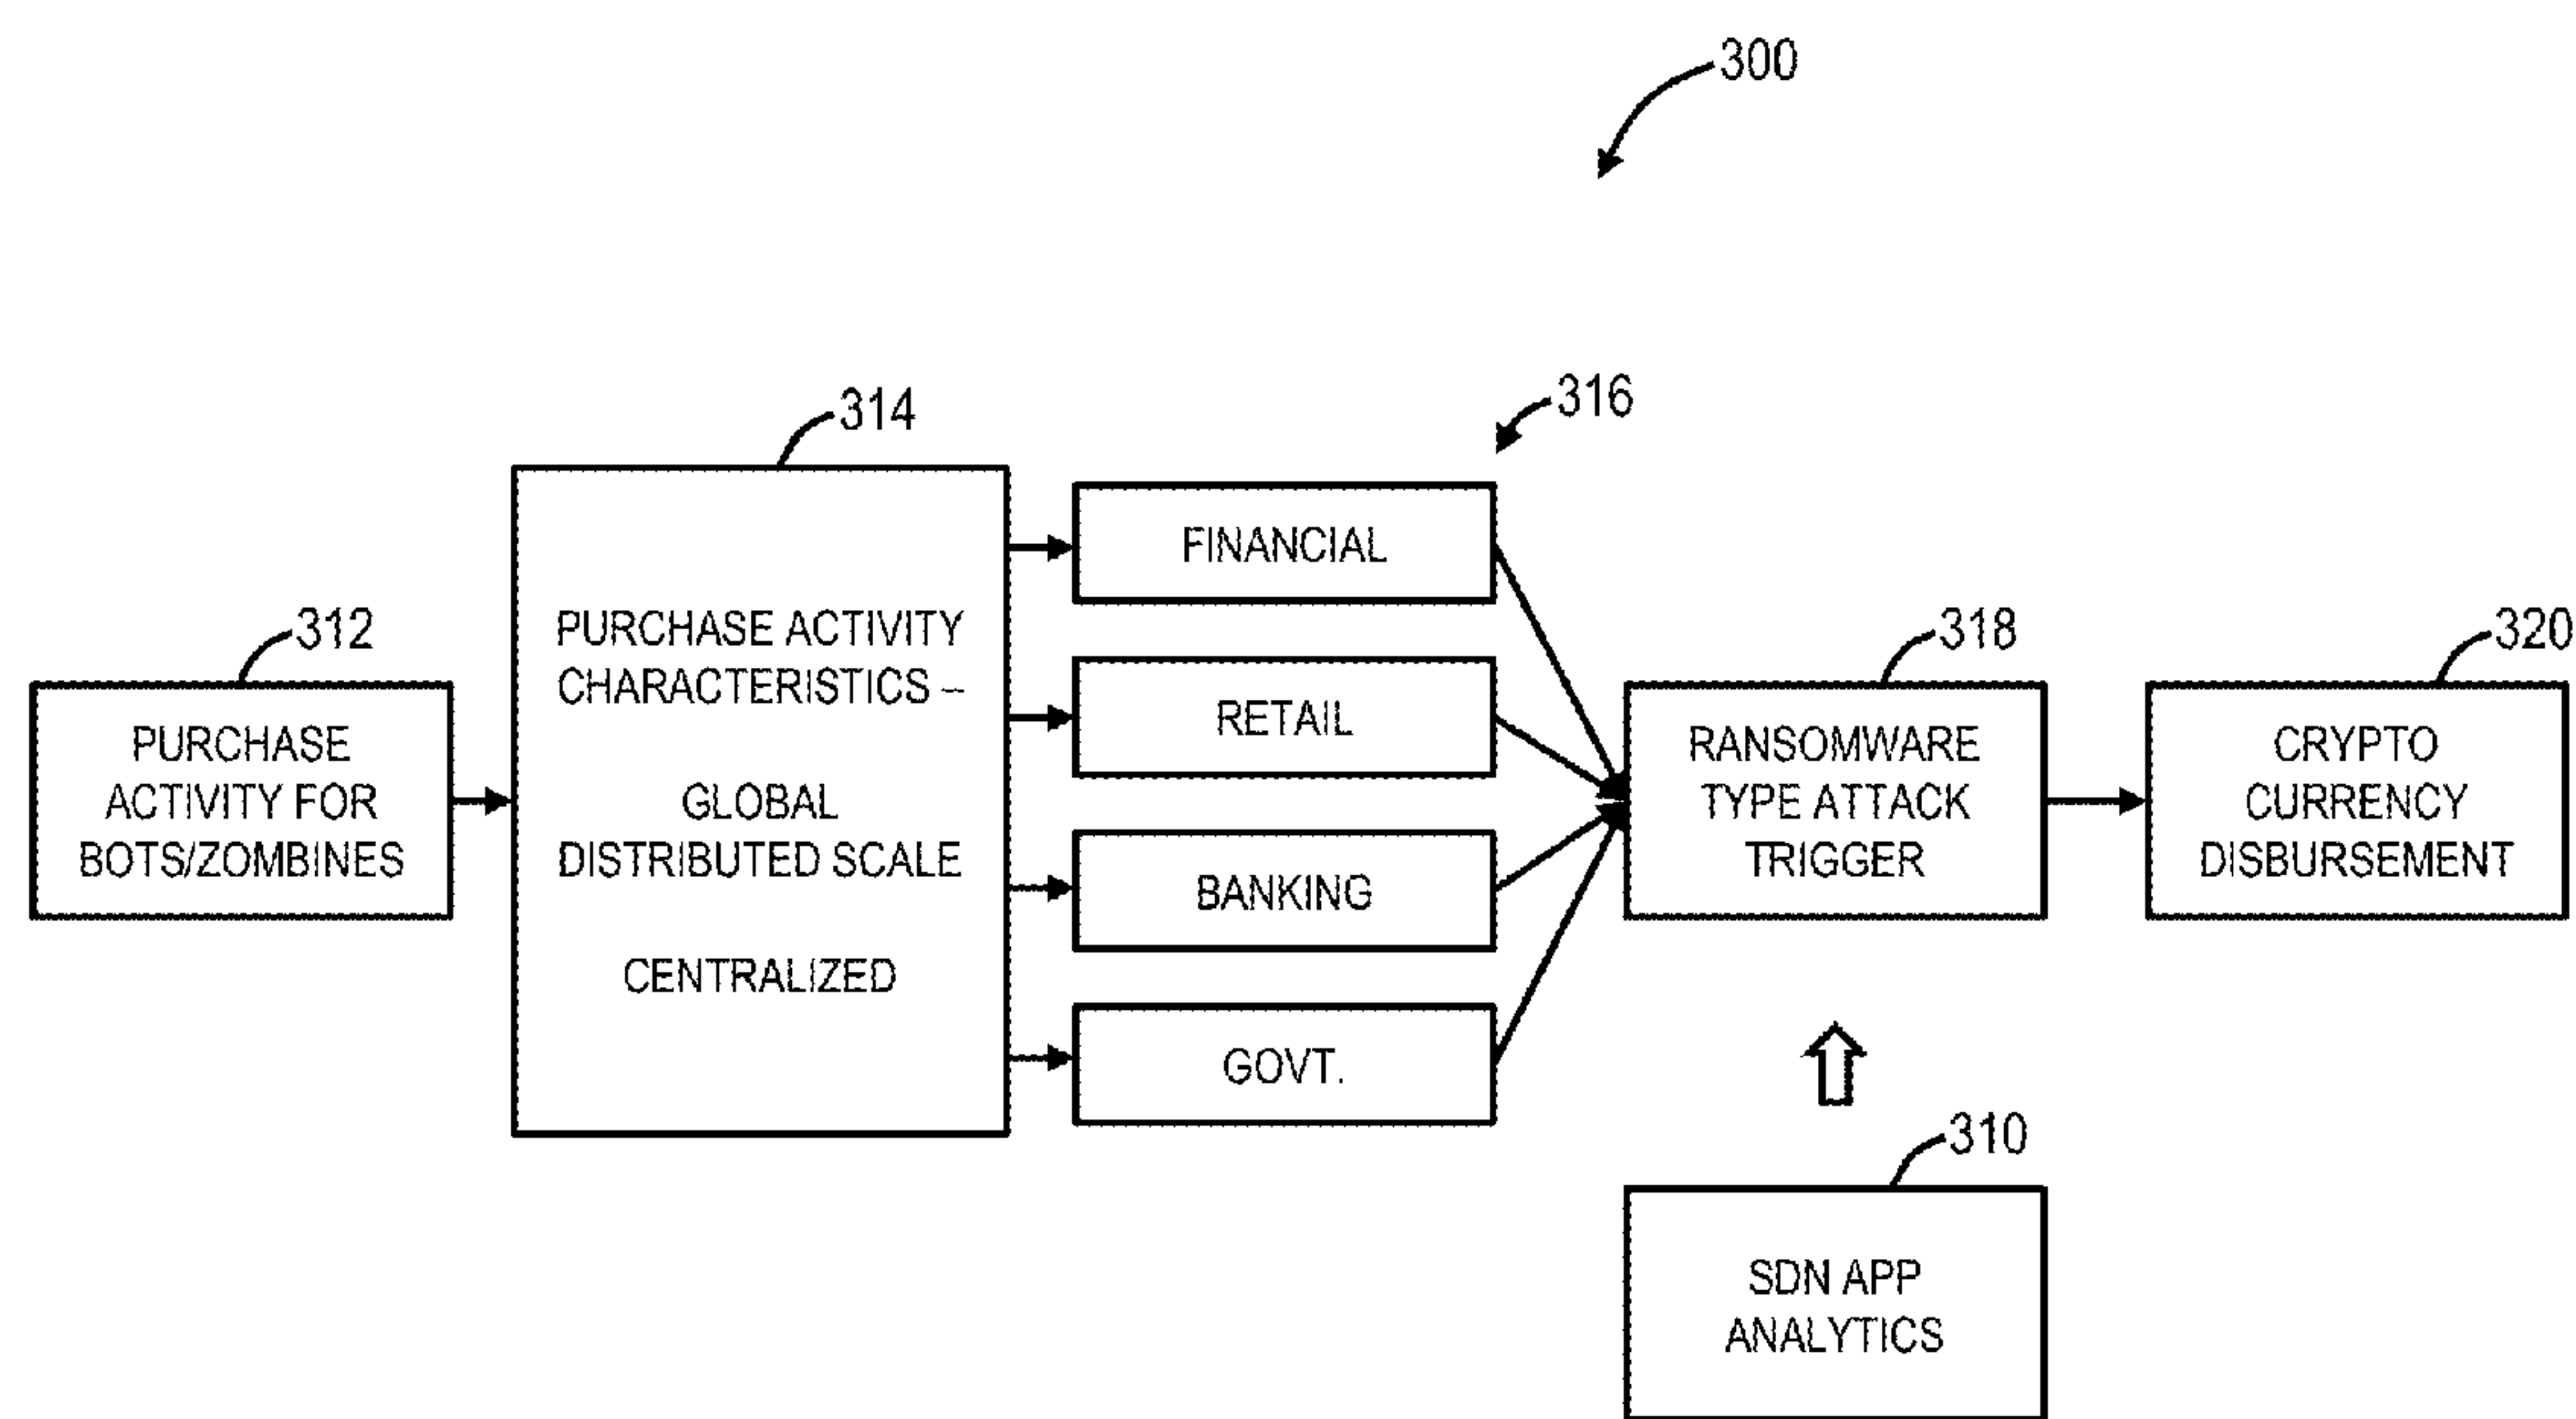 300
314
316
312
318
320
PURCHASE
ACTIVITY FOR
BOTS/ZOMBINES
PURCHASE ACTIVITY
CHARACTERISTICS –
GLOBAL
DISTRIBUTED SCALE
CENTRALIZED
FINANCIAL
RETAIL
BANKING
GOVT.
RANSOMWARE
TYPE ATTACK
TRIGGER
CRYPTO
CURRENCY
DISBURSEMENT
310
SDN APP
ANALYTICS